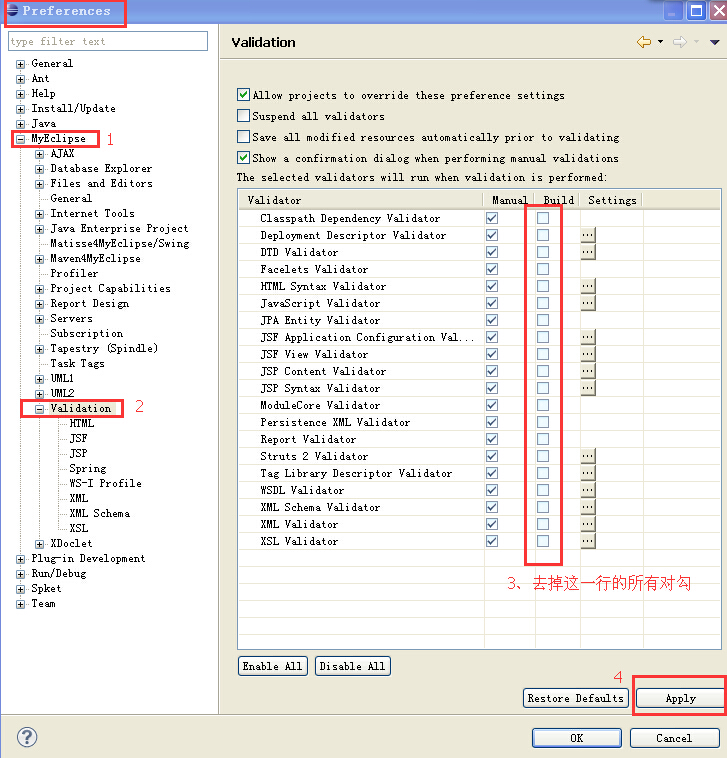 Preferences
type filter text
General
Ant
Help
Install/Update
Java
MyEclipse
1
AJAX
Database Explorer
Files and Editors
General
Internet Tools
Java Enterprise Project
Matisse4MyEclipse/Swing
Maven4MyEclipse
Profiler
Project Capabilities
Report Design
Servers
Subscription
Tapestry (Spindle)
Task Tags
UML1
UML2
Validation
2
HTML
JSF
JSP
Spring
WS-I Profile
XML
XML Schema
XSL
XDoclet
Plug-in Development
Run/Debug
Spket
Team
Validation
Allow projects to override these preference settings
Suspend all validators
Save all modified resources automatically prior to validating
Show a confirmation dialog when performing manual validations
The selected validators will run when validation is performed:
Validator Manual Build Settings
Classpath Dependency Validator
Deployment Descriptor Validator ...
DTD Validator ...
Facelets Validator
HTML Syntax Validator ...
JavaScript Validator ...
JPA Entity Validator
JSF Application Configuration Val... ...
JSF View Validator ...
JSP Content Validator ...
JSP Syntax Validator ...
ModuleCore Validator
Persistence XML Validator
Report Validator
Struts 2 Validator ...
Tag Library Descriptor Validator ...
WSDL Validator ...
XML Schema Validator ...
XML Validator ...
XSL Validator ...
3、去掉这一行的所有对勾
Enable All Disable All
4
Restore Defaults Apply
?
OK Cancel